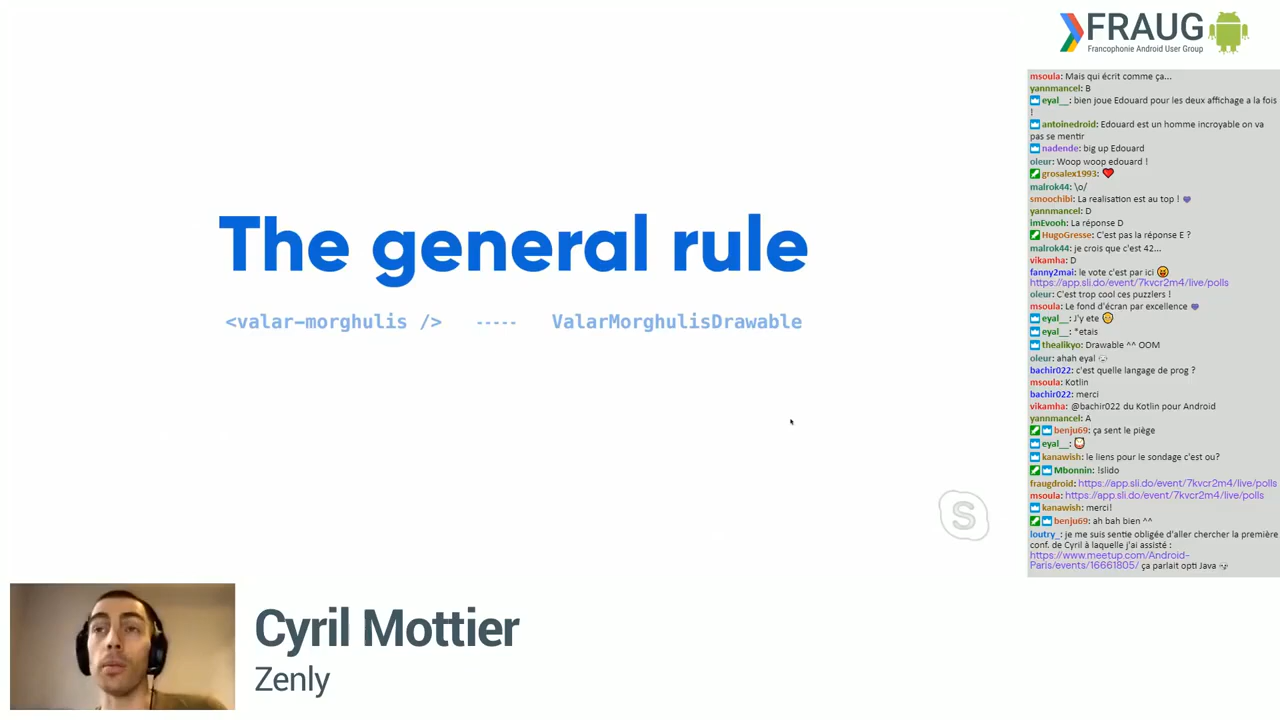 The general rule
<valar-morghulis /> ----- ValarMorghulisDrawable
S
Cyril Mottier
Zenly
FRAUG
Francophonie Android User Group
msoula: Mais qui écrit comme ça...
yannmancel: B
eyal__: bien joue Edouard pour les deux affichage a la fois
!
antoinedroid: Edouard est un homme incroyable on va
pas se mentir
nadende: big up Edouard
oleur: Woop woop edouard !
grosalex1993: ❤
malrok44: \o/
smoochibi: La realisation est au top !
yannmancel: D
imEvooh: La réponse D
HugoGresse: C'est pas la réponse E ?
malrok44: je crois que c'est 42...
vikamha: D
fanny2mai: le vote c'est par ici
https://app.sli.do/event/7kvcr2m4/live/polls
oleur: C'est trop cool ces puzzlers !
msoula: Le fond d'écran par excellence
eyal__: J'y ete
eyal__: *etais
thealikyo: Drawable ^^ OOM
oleur: ahah eyal
bachir022: c'est quelle langage de prog ?
msoula: Kotlin
bachir022: merci
vikamha: @bachir022 du Kotlin pour Android
yannmancel: A
benju69: ça sent le piège
eyal__:
kanawish: le liens pour le sondage c'est ou?
Mbonnin: !slido
fraugdroid: https://app.sli.do/event/7kvcr2m4/live/polls
msoula: https://app.sli.do/event/7kvcr2m4/live/polls
kanawish: merci!
benju69: ah bah bien ^^
loutry_: je me suis sentie obligée d'aller chercher la première
conf. de Cyril à laquelle j'ai assisté :
https://www.meetup.com/Android-
Paris/events/16661805/ ça parlait opti Java